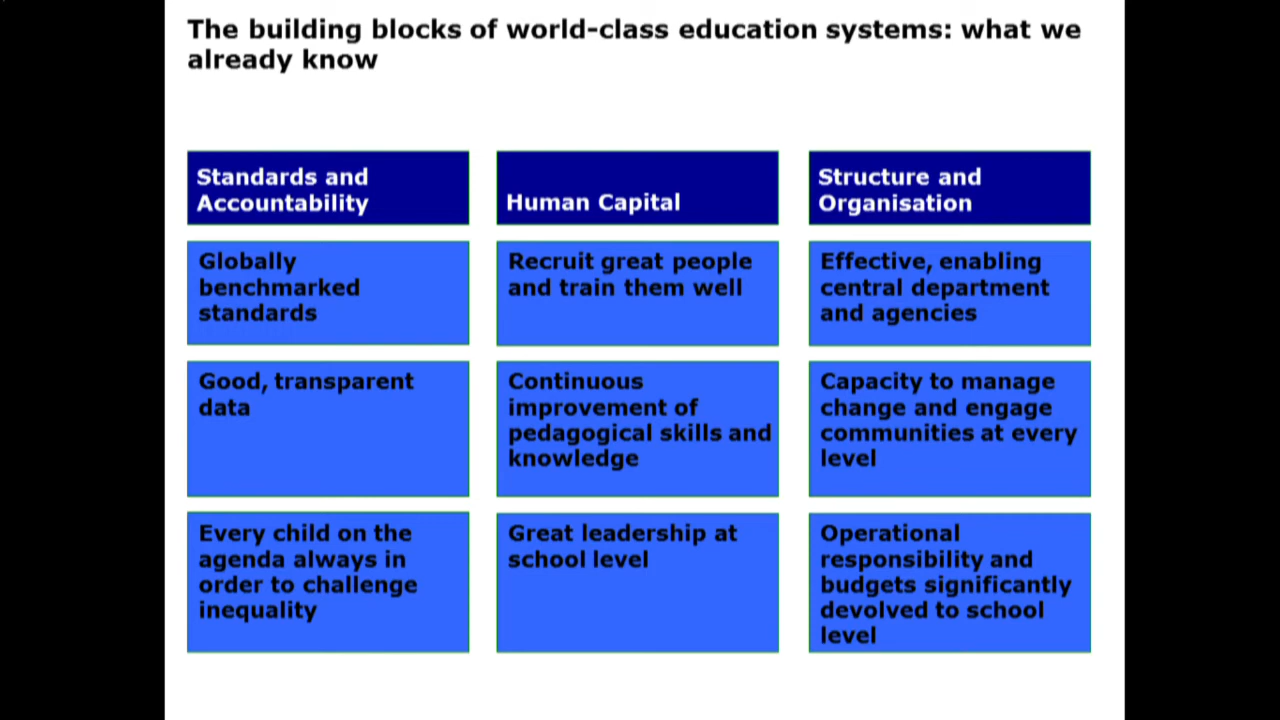 The building blocks of world-class education systems: what we
already know
Standards and
Accountability
Human Capital
Structure and
Organisation
Globally
benchmarked
standards
Recruit great people
and train them well
Effective, enabling
central department
and agencies
Good, transparent
data
Continuous
improvement of
pedagogical skills and
knowledge
Capacity to manage
change and engage
communities at every
level
Every child on the
agenda always in
order to challenge
inequality
Great leadership at
school level
Operational
responsibility and
budgets significantly
devolved to school
level